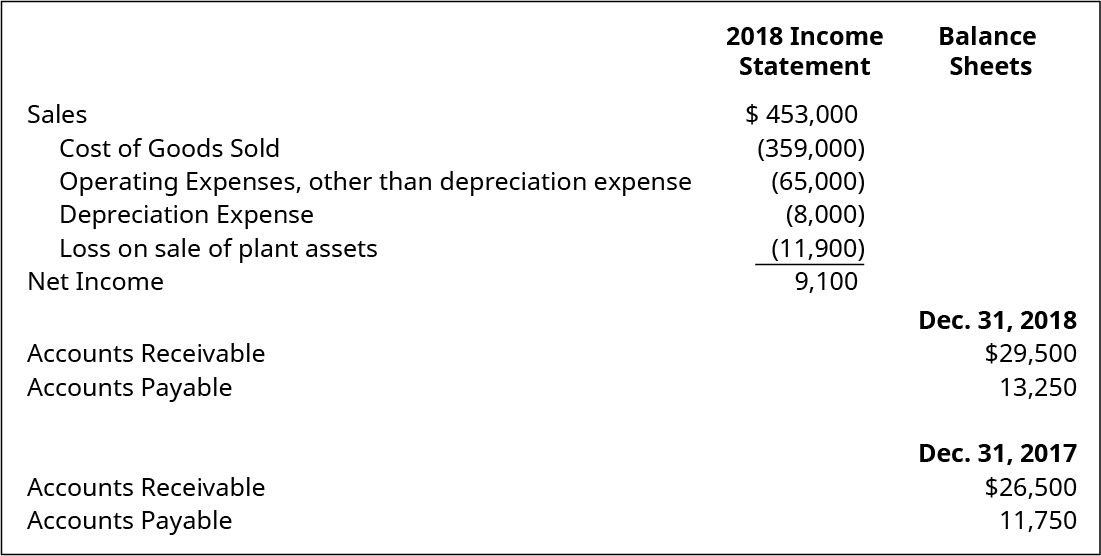 2018 Income Statement Balance Sheets
Sales $ 453,000
Cost of Goods Sold (359,000)
Operating Expenses, other than depreciation expense (65,000)
Depreciation Expense (8,000)
Loss on sale of plant assets (11,900)
Net Income 9,100
Dec. 31, 2018
Accounts Receivable $29,500
Accounts Payable 13,250
Dec. 31, 2017
Accounts Receivable $26,500
Accounts Payable 11,750